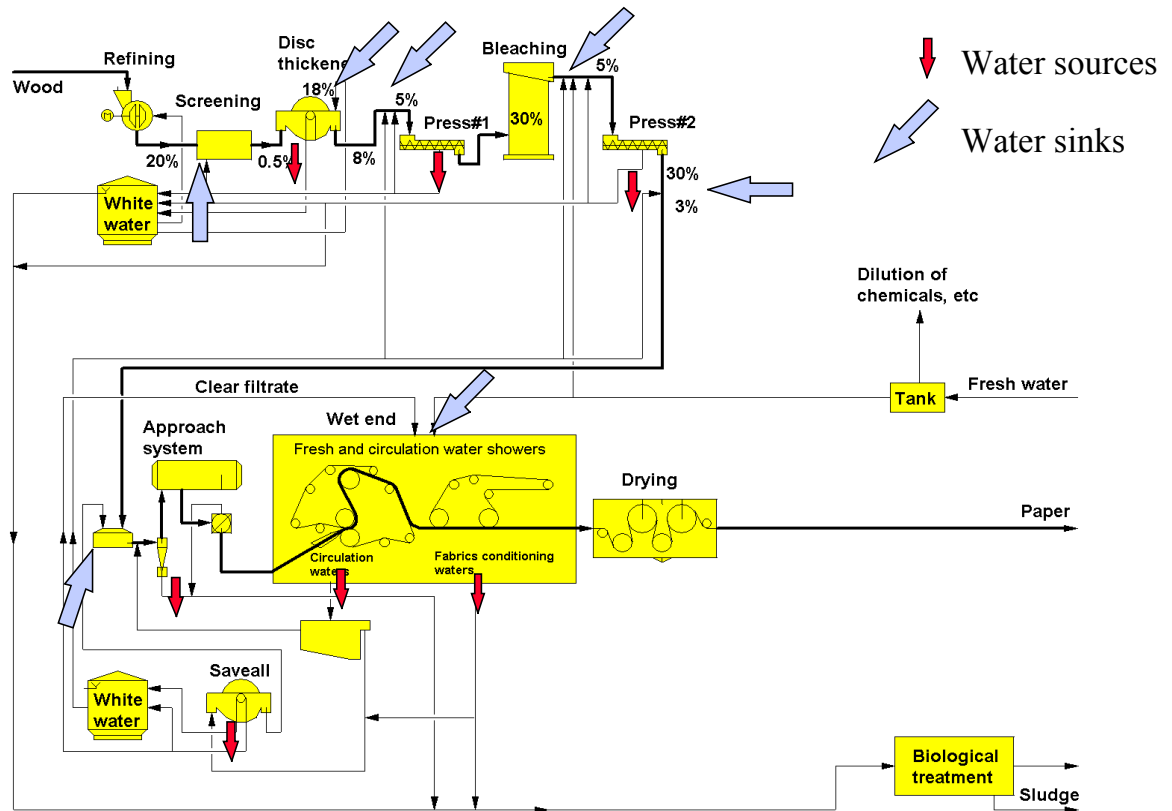 Disc
thickene
Bleaching
Refining
5%
Water sources
Wood
Screening
18%
5%
Press#1
30%
Press#2
Water sinks
M
20%
0.5%
8%
30%
White
water
3%
Dilution of
chemicals, etc
Clear filtrate
Fresh water
Tank
Wet end
Approach
system
Fresh and circulation water showers
Drying
Paper
Circulation
waters
Fabrics conditioning
waters
Saveall
White
water
Biological
treatment
Sludge